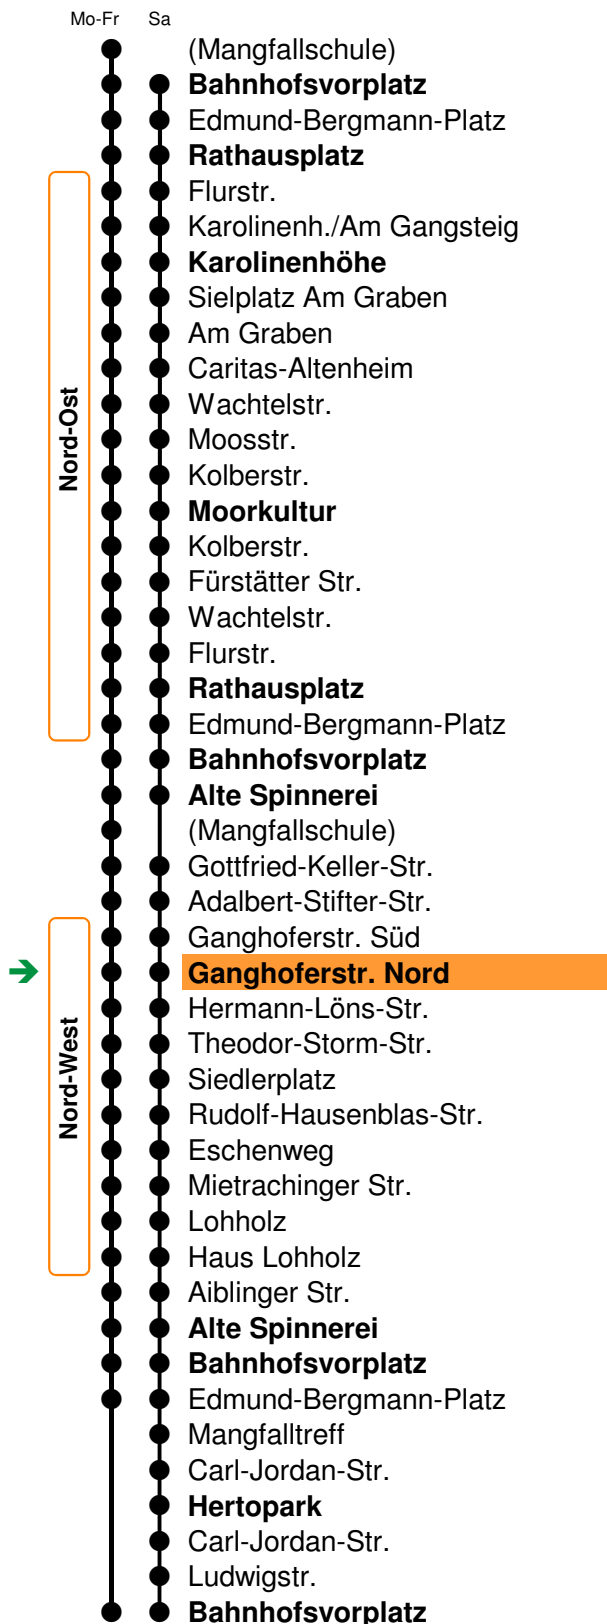 Mo-Fr Sa
(Mangfallschule)
Bahnhofsvorplatz
Edmund-Bergmann-Platz
Rathausplatz
Flurstr.
Karolinenh./Am Gangsteig
Karolinenhöhe
Sielplatz Am Graben
Am Graben
Caritas-Altenheim
Wachtelstr.
Moosstr.
Kolberstr.
Moorkultur
Kolberstr.
Fürstätter Str.
Wachtelstr.
Flurstr.
Rathausplatz
Edmund-Bergmann-Platz
Nord-Ost
Bahnhofsvorplatz
Alte Spinnerei
(Mangfallschule)
Gottfried-Keller-Str.
Adalbert-Stifter-Str.
Ganghoferstr. Süd
Ganghoferstr. Nord
Hermann-Löns-Str.
Theodor-Storm-Str.
Siedlerplatz
Rudolf-Hausenblas-Str.
Eschenweg
Mietrachinger Str.
Lohholz
Haus Lohholz
Nord-West
Aiblinger Str.
Alte Spinnerei
Bahnhofsvorplatz
Edmund-Bergmann-Platz
Mangfalltreff
Carl-Jordan-Str.
Hertopark
Carl-Jordan-Str.
Ludwigstr.
Bahnhofsvorplatz